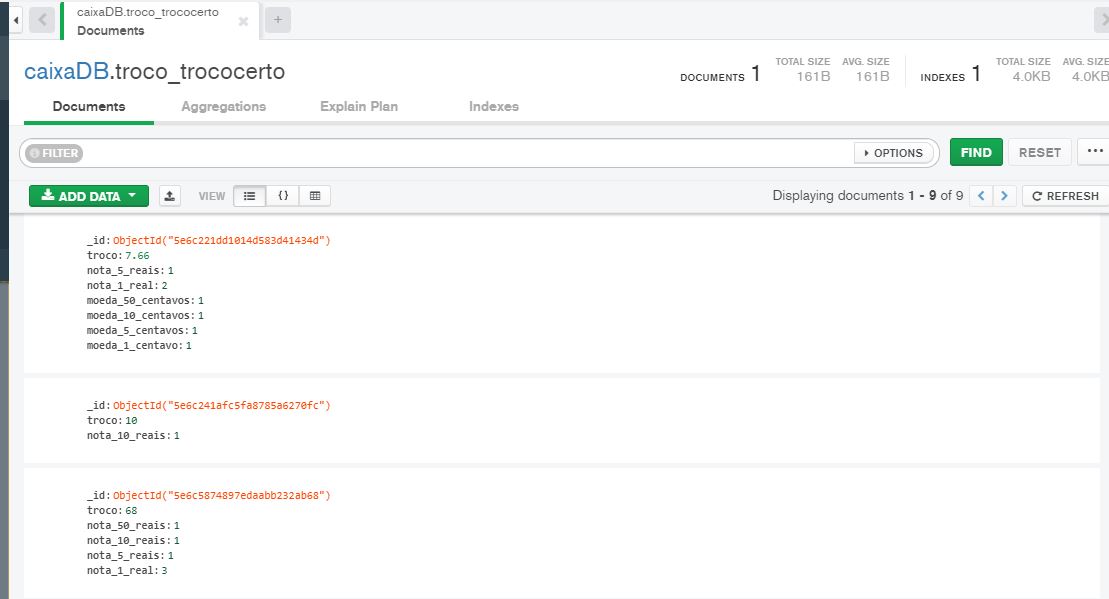 caixaDB.troco_trococerto
Documents
caixaDB.troco_trococerto
DOCUMENTS 1 TOTAL SIZE 161B AVG. SIZE 161B INDEXES 1 TOTAL SIZE 4.0KB AVG. SIZE 4.0KB
Documents Aggregations Explain Plan Indexes
FILTER OPTIONS FIND RESET ...
ADD DATA VIEW {} Displaying documents 1 - 9 of 9 < > REFRESH
_id: ObjectId("5e6c221dd1014d583d41434d")
troco: 7.66
nota_5_reais: 1
nota_1_real: 2
moeda_50_centavos: 1
moeda_10_centavos: 1
moeda_5_centavos: 1
moeda_1_centavo: 1
_id: ObjectId("5e6c241afc5fa8785a6270fc")
troco: 10
nota_10_reais: 1
_id: ObjectId("5e6c5874897edaabb232ab68")
troco: 68
nota_50_reais: 1
nota_10_reais: 1
nota_5_reais: 1
nota_1_real: 3